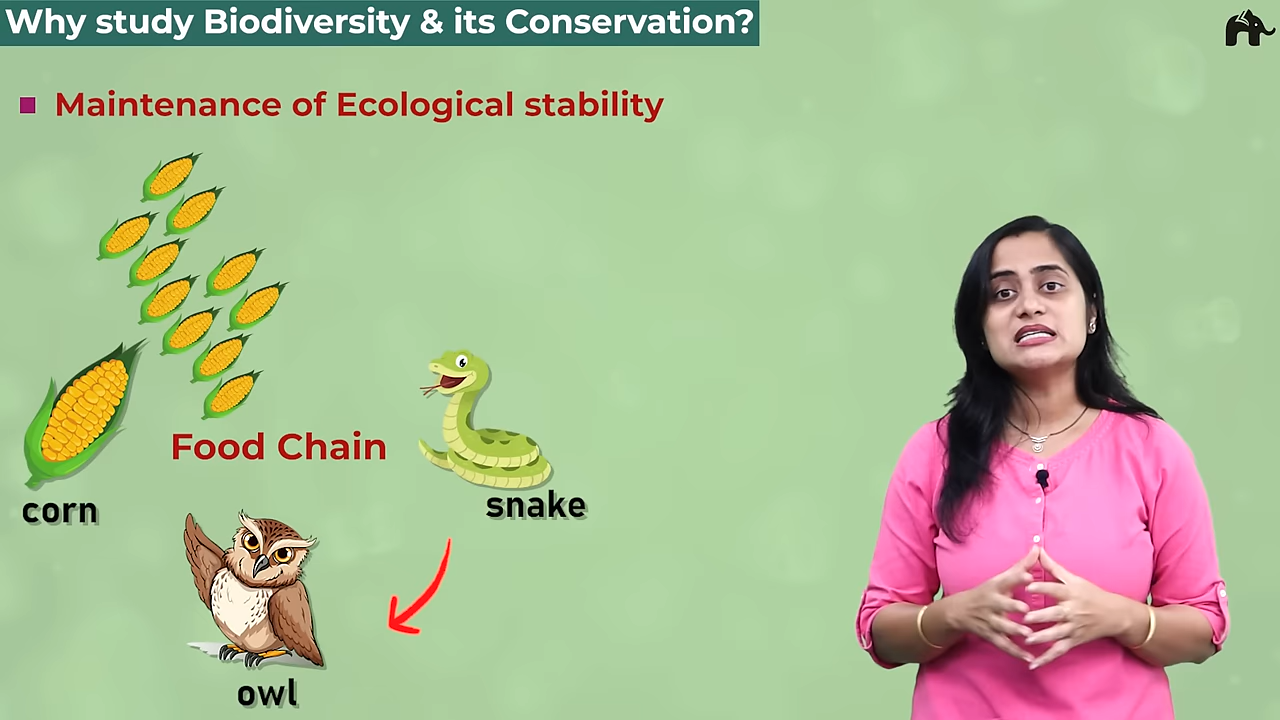 Why study Biodiversity & its Conservation?
Maintenance of Ecological stability
Food Chain
corn
snake
owl